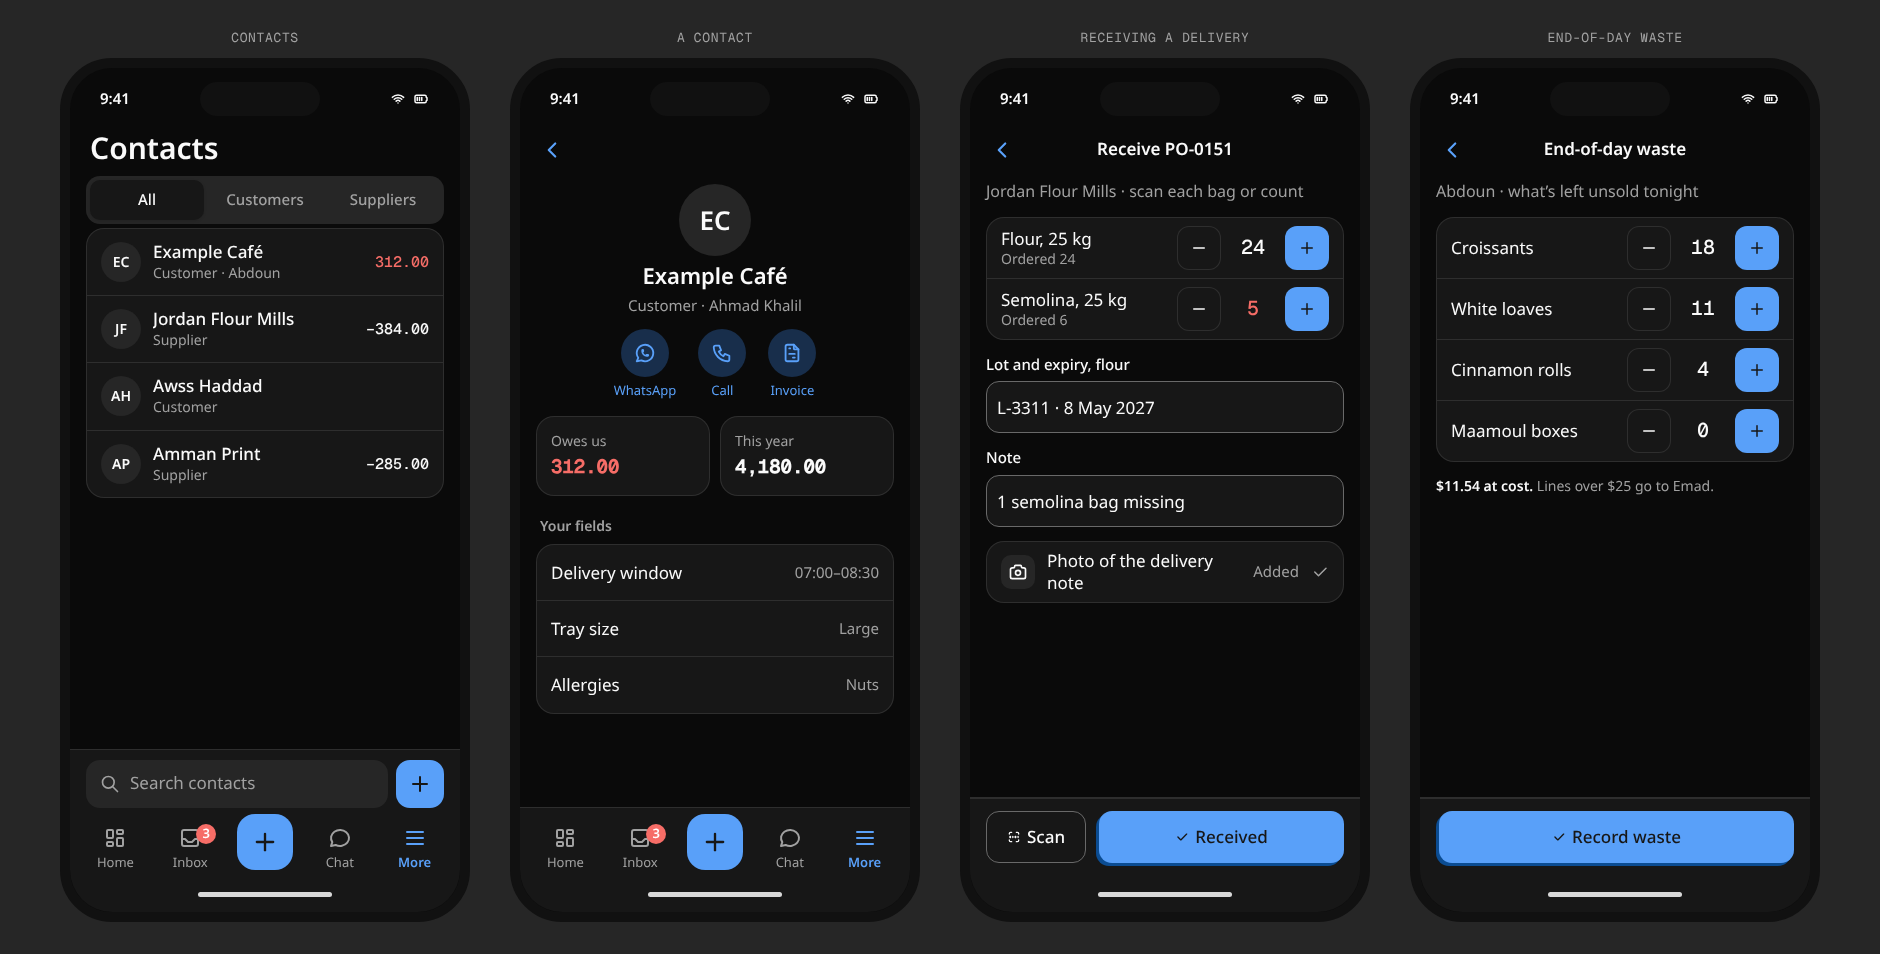 CONTACTS
9:41
Contacts
All
Customers
Suppliers
EC
Example Café
Customer · Abdoun
312.00
JF
Jordan Flour Mills
Supplier
−384.00
AH
Awss Haddad
Customer
AP
Amman Print
Supplier
−285.00
Search contacts
Home
3
Inbox
Chat
More
A CONTACT
9:41
EC
Example Café
Customer · Ahmad Khalil
WhatsApp
Call
Invoice
Owes us
312.00
This year
4,180.00
Your fields
Delivery window
07:00–08:30
Tray size
Large
Allergies
Nuts
Home
3
Inbox
Chat
More
RECEIVING A DELIVERY
9:41
Receive PO-0151
Jordan Flour Mills · scan each bag or count
Flour, 25 kg
Ordered 24
− 24 +
Semolina, 25 kg
Ordered 6
− 5 +
Lot and expiry, flour
L-3311 · 8 May 2027
Note
1 semolina bag missing
Photo of the delivery
note
Added
Scan
Received
END-OF-DAY WASTE
9:41
End-of-day waste
Abdoun · what's left unsold tonight
Croissants
− 18 +
White loaves
− 11 +
Cinnamon rolls
− 4 +
Maamoul boxes
− 0 +
$11.54 at cost. Lines over $25 go to Emad.
Record waste